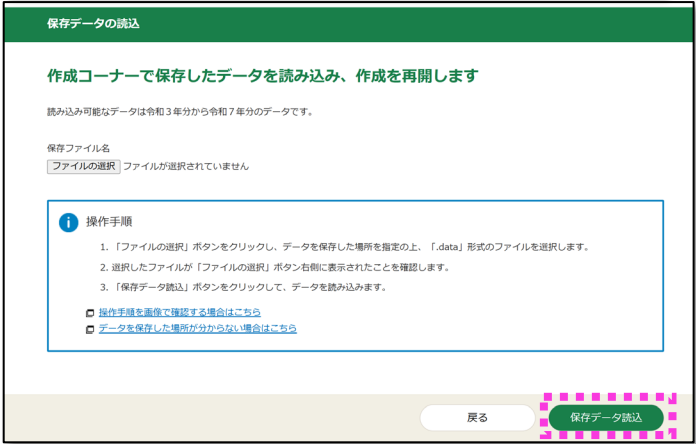 保存データの読込
作成コーナーで保存したデータを読み込み、作成を再開します
読み込み可能なデータは令和３年分から令和７年分のデータです。
保存ファイル名
ファイルの選択 ファイルが選択されていません
操作手順
1. 「ファイルの選択」ボタンをクリックし、データを保存した場所を指定の上、「.data」形式のファイルを選択します。
2. 選択したファイルが「ファイルの選択」ボタン右側に表示されたことを確認します。
3. 「保存データ読込」ボタンをクリックして、データを読み込みます。
操作手順を画像で確認する場合はこちら
データを保存した場所が分からない場合はこちら
戻る 保存データ読込